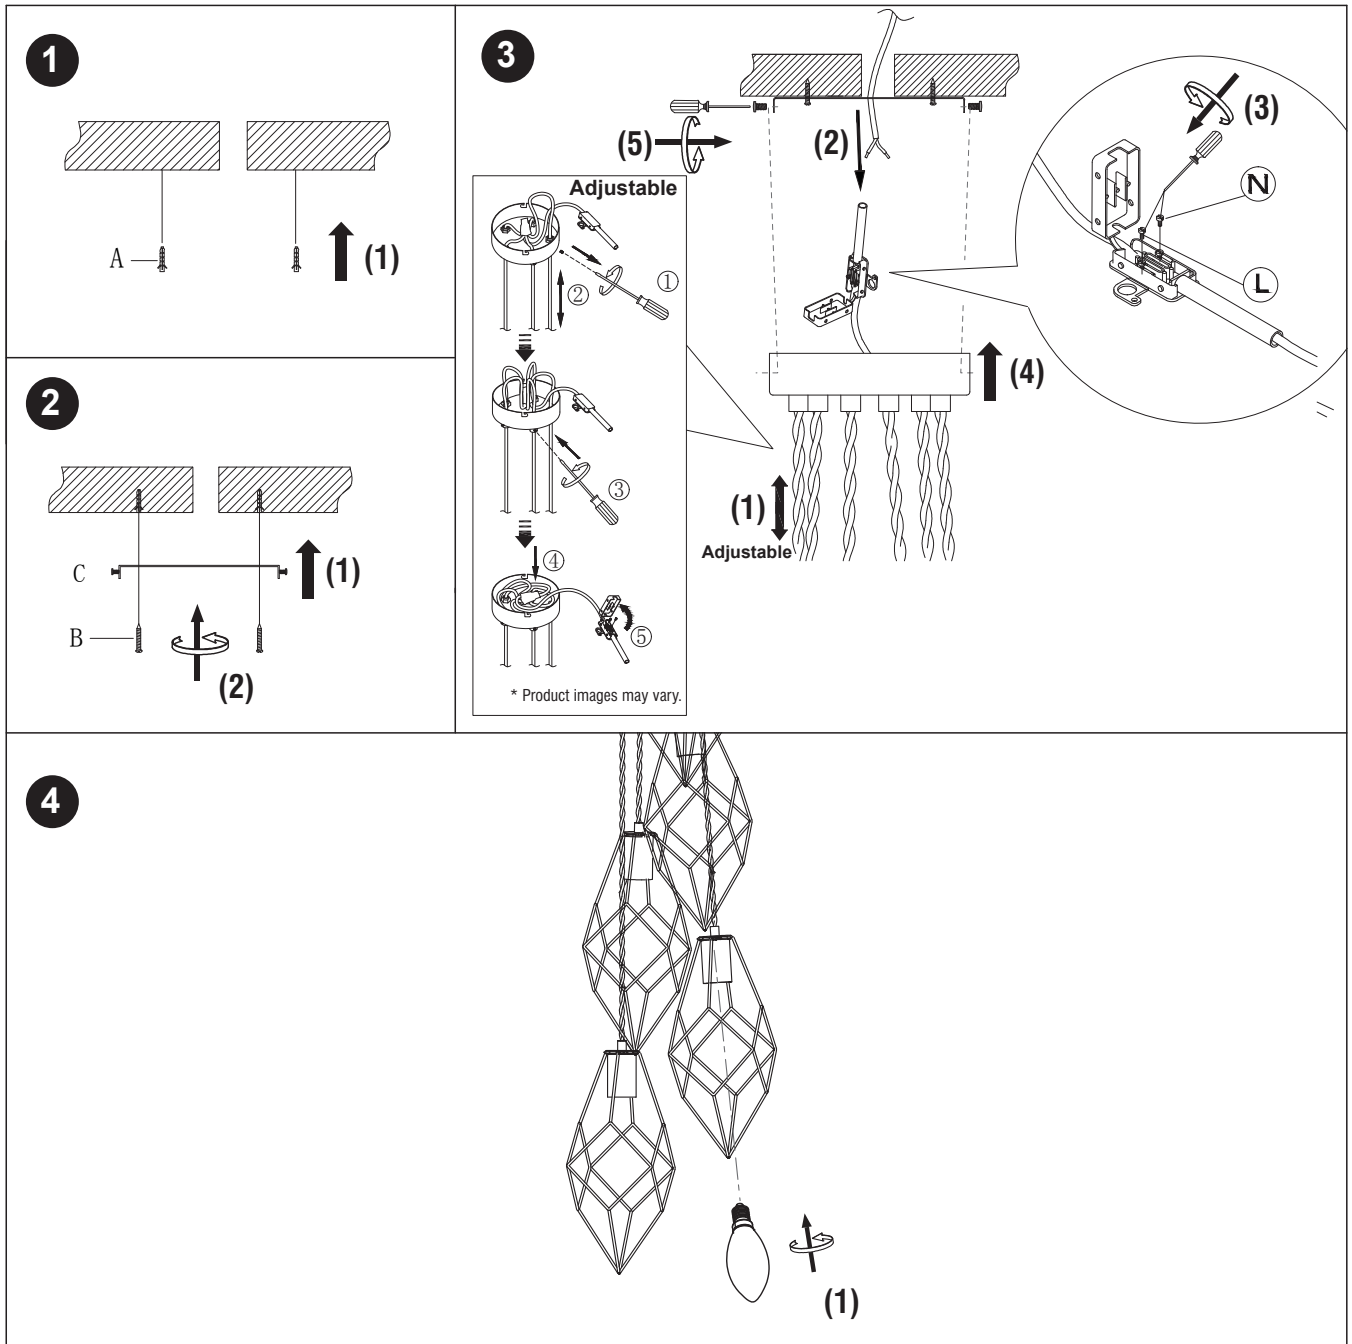 1
A
(1)
2
C
(1)
B
(2)
3
(5)
(2)
(3)
N
L
Adjustable
①
②
③
④
⑤
* Product images may vary.
(4)
(1)
Adjustable
4
(1)